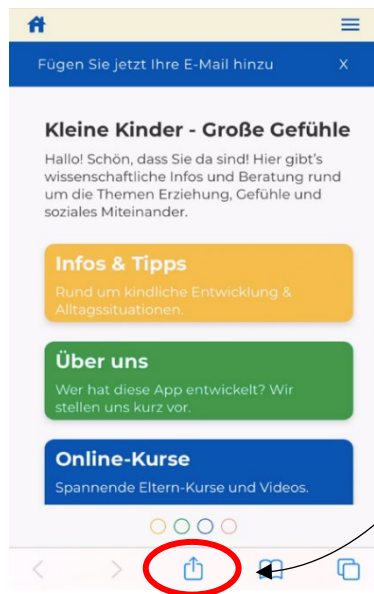 Fügen Sie jetzt Ihre E-Mail hinzu X
Kleine Kinder - Große Gefühle
Hallo! Schön, dass Sie da sind! Hier gibt's
wissenschaftliche Infos und Beratung rund
um die Themen Erziehung, Gefühle und
soziales Miteinander.
Infos & Tipps
Rund um kindliche Entwicklung &
Alltagssituationen.
Über uns
Wer hat diese App entwickelt? Wir
stellen uns kurz vor.
Online-Kurse
Spannende Eltern-Kurse und Videos.